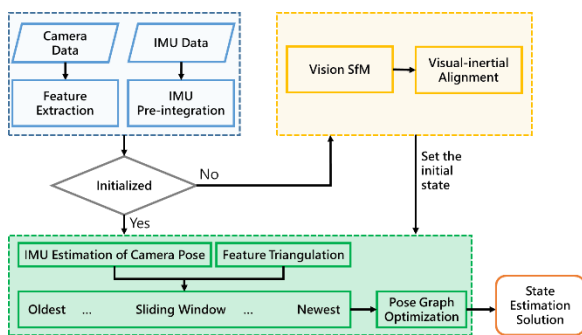 Camera
Data
IMU Data
Feature
Extraction
IMU
Pre-integration
Vision SfM
Visual-inertial
Alignment
Initialized
No
Yes
Set the
initial
state
IMU Estimation of Camera Pose
Feature Triangulation
Oldest ... Sliding Window ... Newest
Pose Graph
Optimization
State
Estimation
Solution